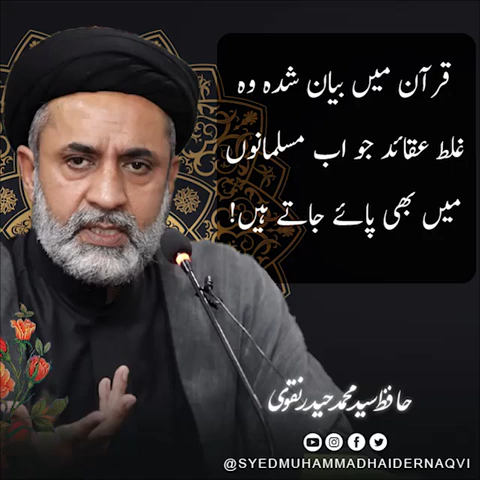 قرآن میں بیان شدہ وہ
غلط عقائد جو اب مسلمانوں
میں بھی پائے جاتے ہیں!
حافظ سید محمد حیدر نقوی
@SYEDMUHAMMADHAIDERNAQVI